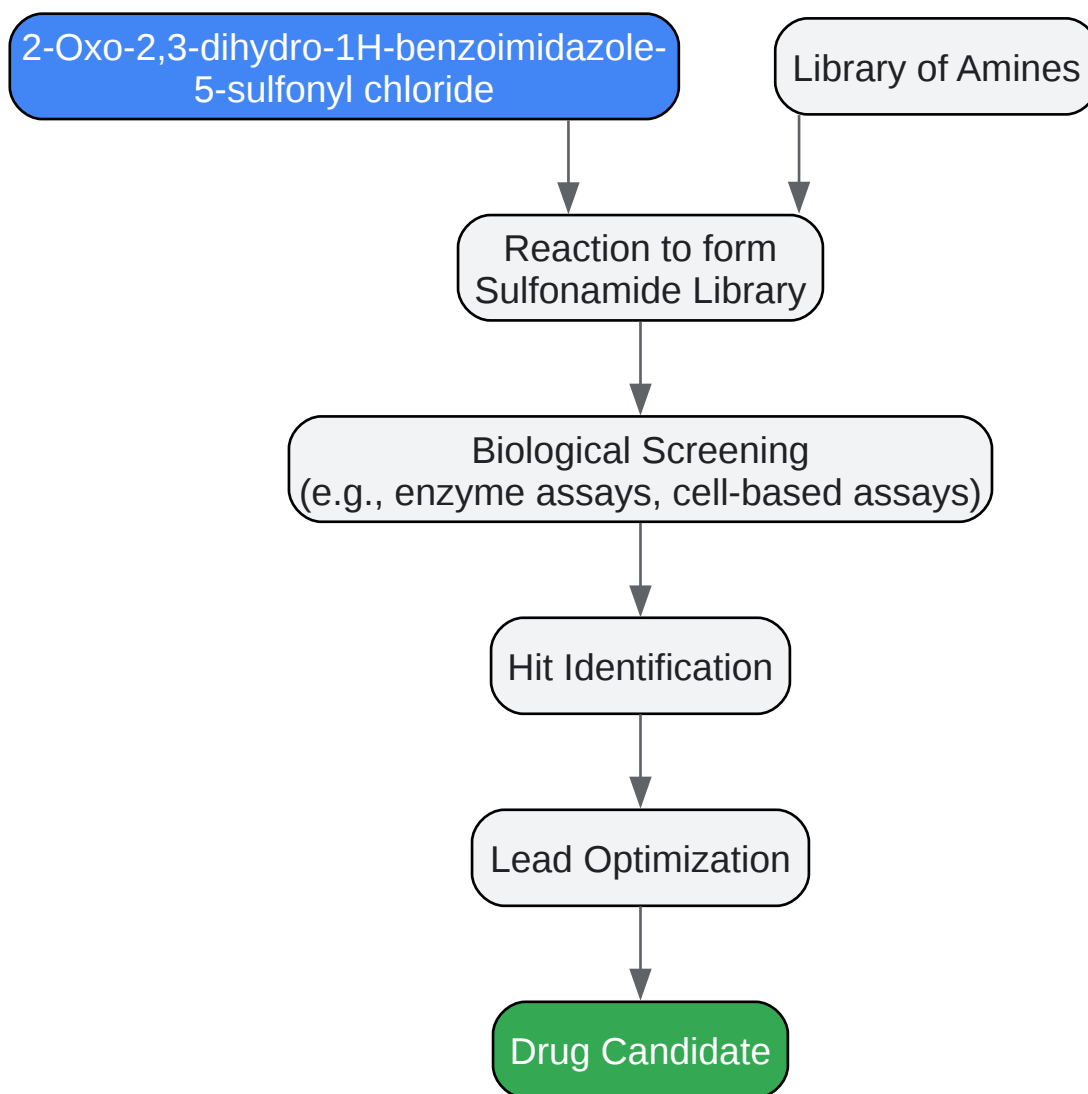 2-Oxo-2,3-dihydro-1H-benzoimidazole-
5-sulfonyl chloride
Library of Amines
Reaction to form
Sulfonamide Library
Biological Screening
(e.g., enzyme assays, cell-based assays)
Hit Identification
Lead Optimization
Drug Candidate